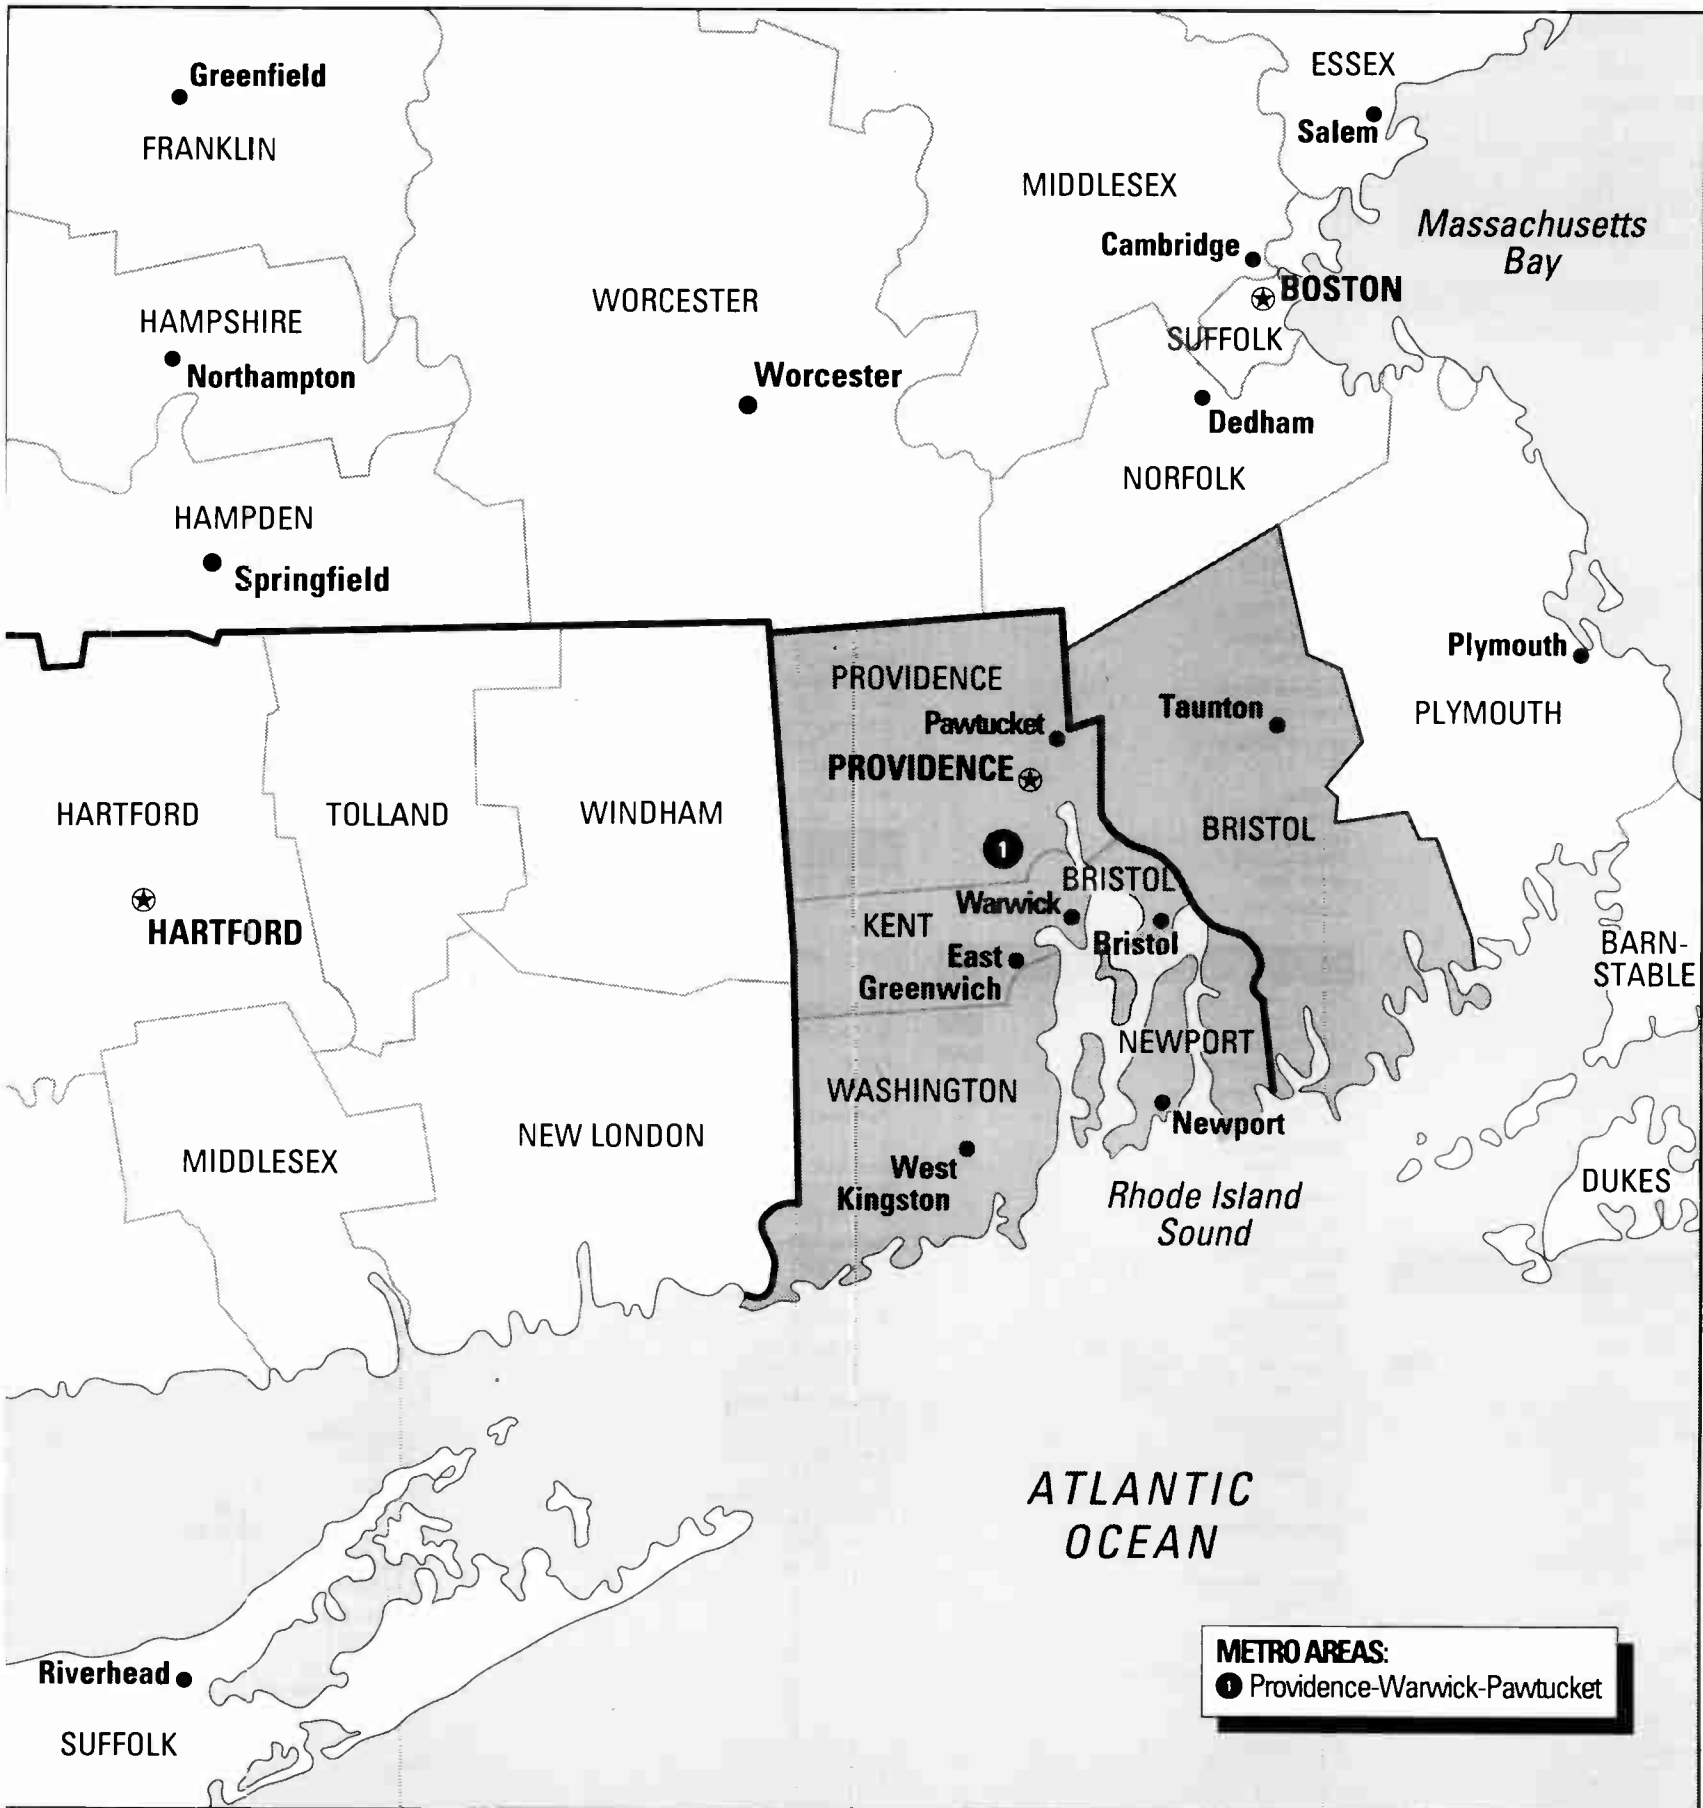 ESSEX
Greenfield
Salem
FRANKLIN
MIDDLESEX
Massachusetts
Bay
Cambridge
BOSTON
WORCESTER
HAMPSHIRE
SUFFOLK
Northampton
Worcester
Dedham
NORFOLK
HAMPDEN
Springfield
Plymouth
PROVIDENCE
Taunton
PLYMOUTH
Pawtucket
PROVIDENCE
HARTFORD
TOLLAND
WINDHAM
BRISTOL
1
BRISTOL
Warwick
KENT
HARTFORD
Bristol
BARN-
STABLE
East
Greenwich
NEWPORT
WASHINGTON
Newport
NEW LONDON
MIDDLESEX
West
Kingston
DUKES
Rhode Island
Sound
ATLANTIC
OCEAN
METRO AREAS:
1 Providence-Warwick-Pawtucket
Riverhead
SUFFOLK